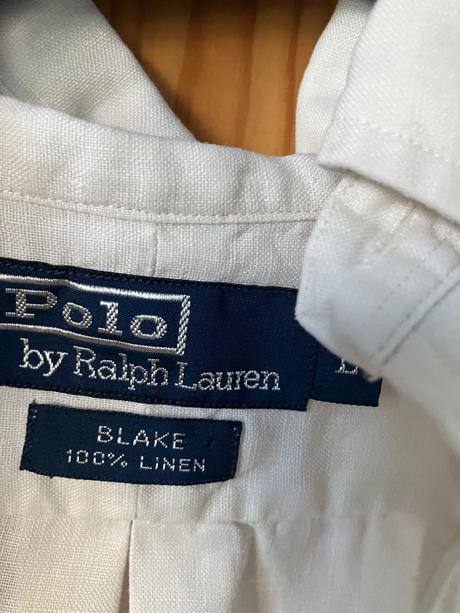 Polo
by Ralph Lauren
BLAKE
100% LINEN